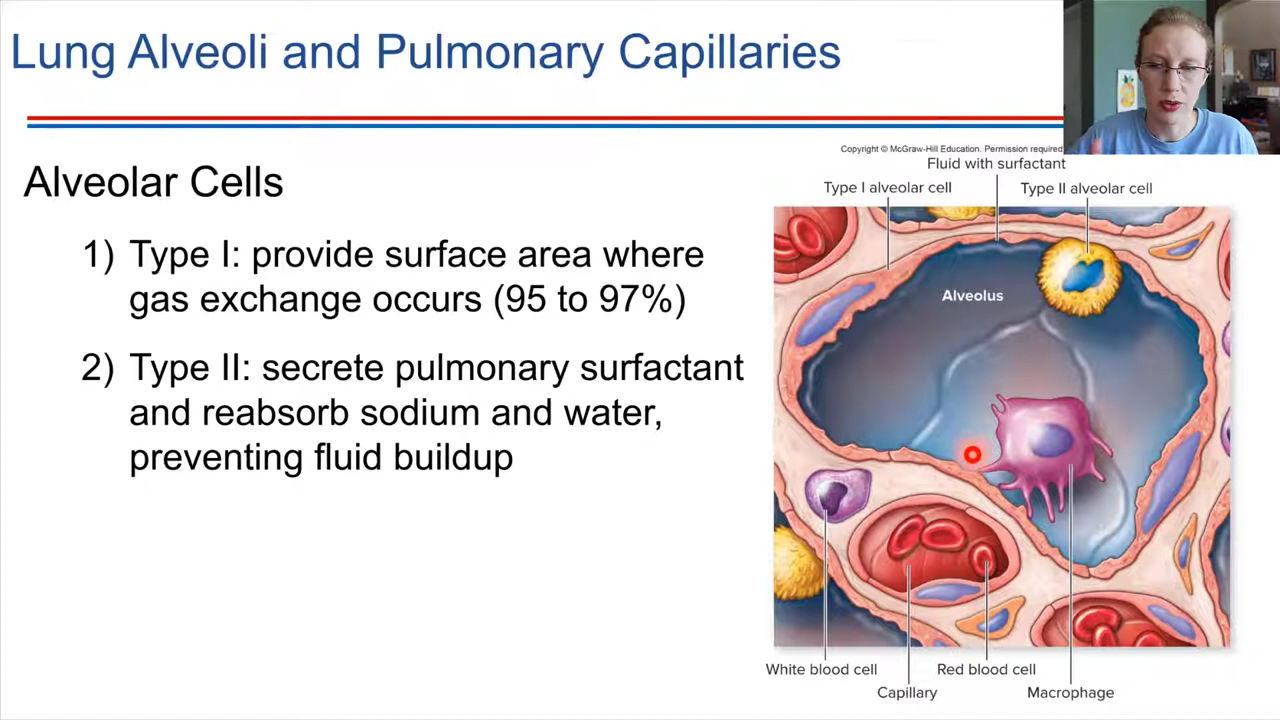 Lung Alveoli and Pulmonary Capillaries
Alveolar Cells
1) Type I: provide surface area where
gas exchange occurs (95 to 97%)
2) Type II: secrete pulmonary surfactant
and reabsorb sodium and water,
preventing fluid buildup
Copyright © McGraw-Hill Education. Permission required
Fluid with surfactant
Type I alveolar cell
Type II alveolar cell
Alveolus
White blood cell
Red blood cell
Capillary
Macrophage